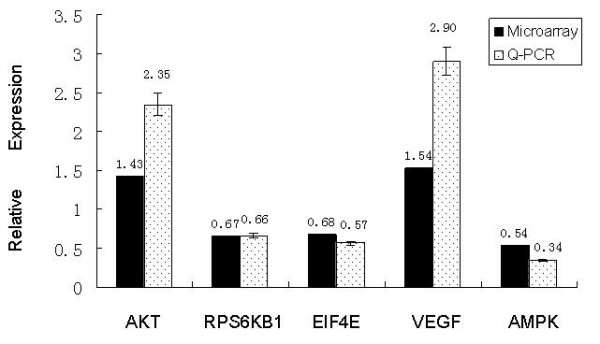 3.5
3
2.5
2
1.5
1
0.5
0
Relative Expression
1.43
2.35
0.67
0.66
0.68
0.57
1.54
2.90
0.54
0.34
AKT
RPS6KB1
EIF4E
VEGF
AMPK
Microarray
Q-PCR